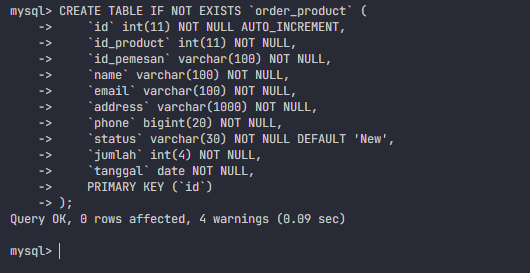 mysql> CREATE TABLE IF NOT EXISTS `order_product` (
    ->     `id` int(11) NOT NULL AUTO_INCREMENT,
    ->     `id_product` int(11) NOT NULL,
    ->     `id_pemesan` varchar(100) NOT NULL,
    ->     `name` varchar(100) NOT NULL,
    ->     `email` varchar(100) NOT NULL,
    ->     `address` varchar(1000) NOT NULL,
    ->     `phone` bigint(20) NOT NULL,
    ->     `status` varchar(30) NOT NULL DEFAULT 'New',
    ->     `jumlah` int(4) NOT NULL,
    ->     `tanggal` date NOT NULL,
    ->     PRIMARY KEY (`id`)
    -> );
Query OK, 0 rows affected, 4 warnings (0.09 sec)
mysql>